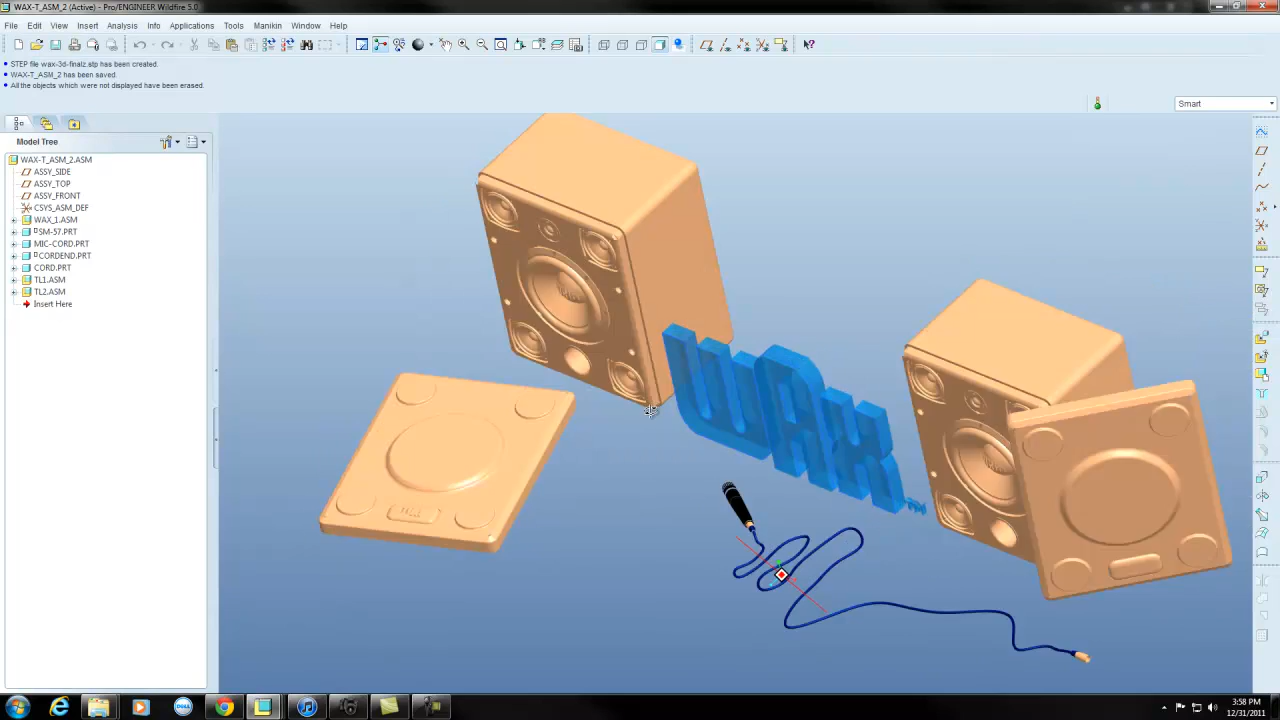 WAX-T_ASM_2 (Active) - Pro/ENGINEER Wildfire 5.0
File Edit View Insert Analysis Info Applications Tools Manikin Window Help
STEP file wax-3d-finalz.stp has been created.
WAX-T_ASM_2 has been saved.
All the objects which were not displayed have been erased.
Smart
Model Tree
WAX-T_ASM_2.ASM
ASSY_SIDE
ASSY_TOP
ASSY_FRONT
CSYS_ASM_DEF
WAX_1.ASM
SM-57.PRT
MIC-CORD.PRT
CORDEND.PRT
CORD.PRT
TL1.ASM
TL2.ASM
Insert Here
WAX
3:58 PM
12/31/2011